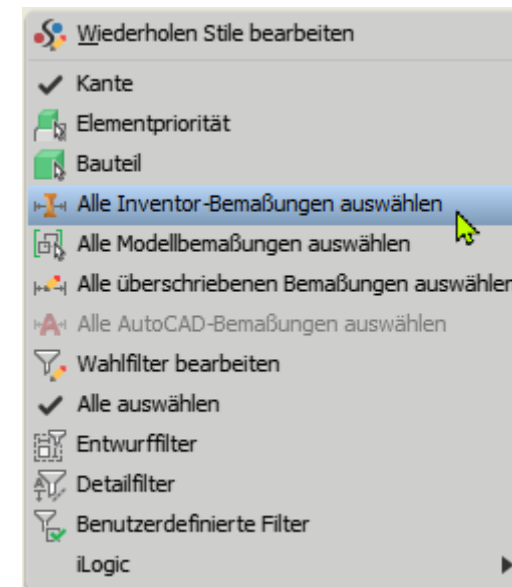 Wiederholen Stile bearbeiten
Kante
Elementpriorität
Bauteil
Alle Inventor-Bemaßungen auswählen
Alle Modellbemaßungen auswählen
Alle überschriebenen Bemaßungen auswählen
Alle AutoCAD-Bemaßungen auswählen
Wahlfilter bearbeiten
Alle auswählen
Entwurffilter
Detailfilter
Benutzerdefinierte Filter
iLogic